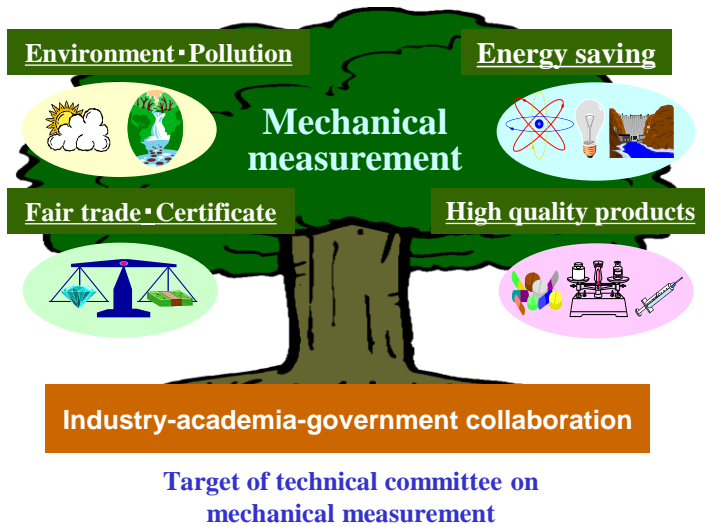 Environment･Pollution
Energy saving
Mechanical
measurement
Fair trade･Certificate
High quality products
Industry-academia-government collaboration
Target of technical committee on
mechanical measurement